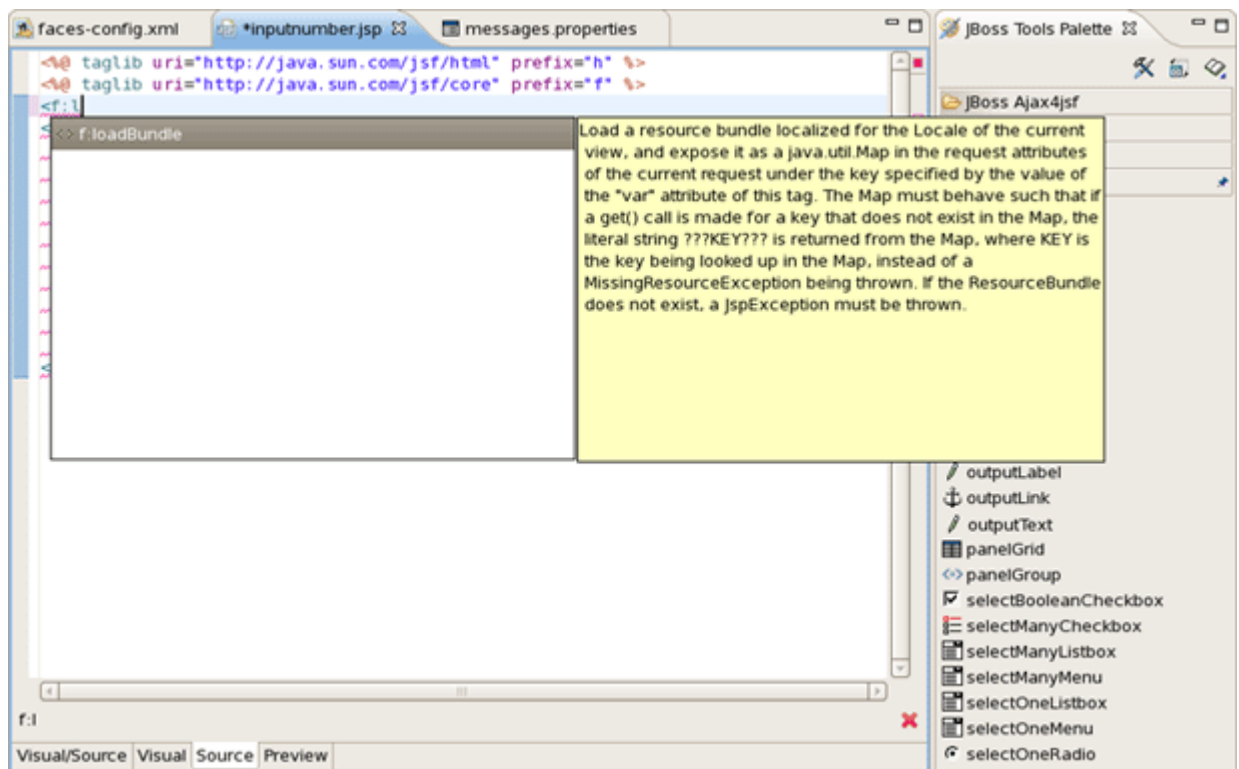 faces-config.xml
*inputnumber.jsp
messages.properties
JBoss Tools Palette
<%@ taglib uri="http://java.sun.com/jsf/html" prefix="h" %>
<%@ taglib uri="http://java.sun.com/jsf/core" prefix="f" %>
<f:l
JBoss Ajax4jsf
f:loadBundle
Load a resource bundle localized for the Locale of the current
view, and expose it as a java.util.Map in the request attributes
of the current request under the key specified by the value of
the "var" attribute of this tag. The Map must behave such that if
a get() call is made for a key that does not exist in the Map, the
literal string ???KEY??? is returned from the Map, where KEY is
the key being looked up in the Map, instead of a
MissingResourceException being thrown. If the ResourceBundle
does not exist, a JspException must be thrown.
outputLabel
outputLink
outputText
panelGrid
panelGroup
selectBooleanCheckbox
selectManyCheckbox
selectManyListbox
selectManyMenu
selectOneListbox
selectOneMenu
selectOneRadio
f:l
Visual/Source Visual Source Preview